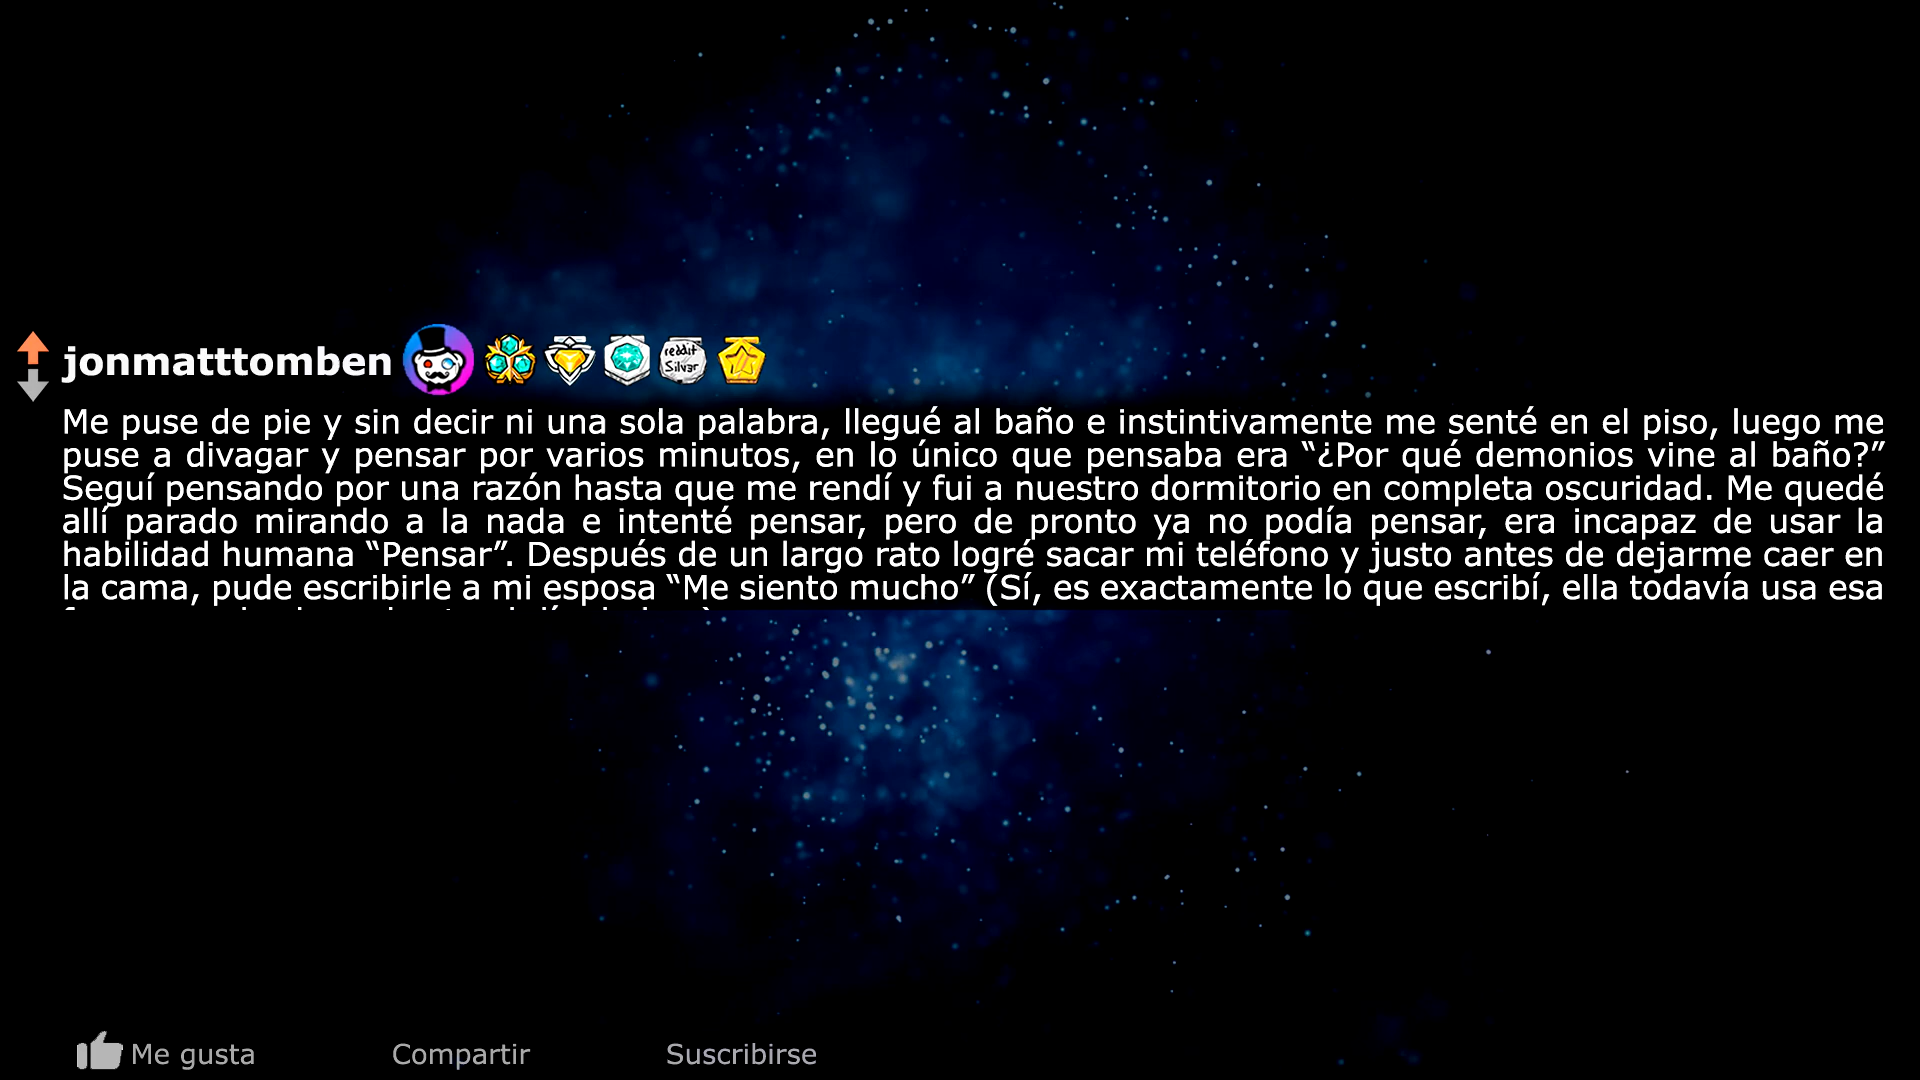 jonmatttomben
reddit
Silver
Me puse de pie y sin decir ni una sola palabra, llegué al baño e instintivamente me senté en el piso, luego me
puse a divagar y pensar por varios minutos, en lo único que pensaba era “¿Por qué demonios vine al baño?”
Seguí pensando por una razón hasta que me rendí y fui a nuestro dormitorio en completa oscuridad. Me quedé
allí parado mirando a la nada e intenté pensar, pero de pronto ya no podía pensar, era incapaz de usar la
habilidad humana “Pensar”. Después de un largo rato logré sacar mi teléfono y justo antes de dejarme caer en
la cama, pude escribirle a mi esposa “Me siento mucho” (Sí, es exactamente lo que escribí, ella todavía usa esa
Me gusta
Compartir
Suscribirse